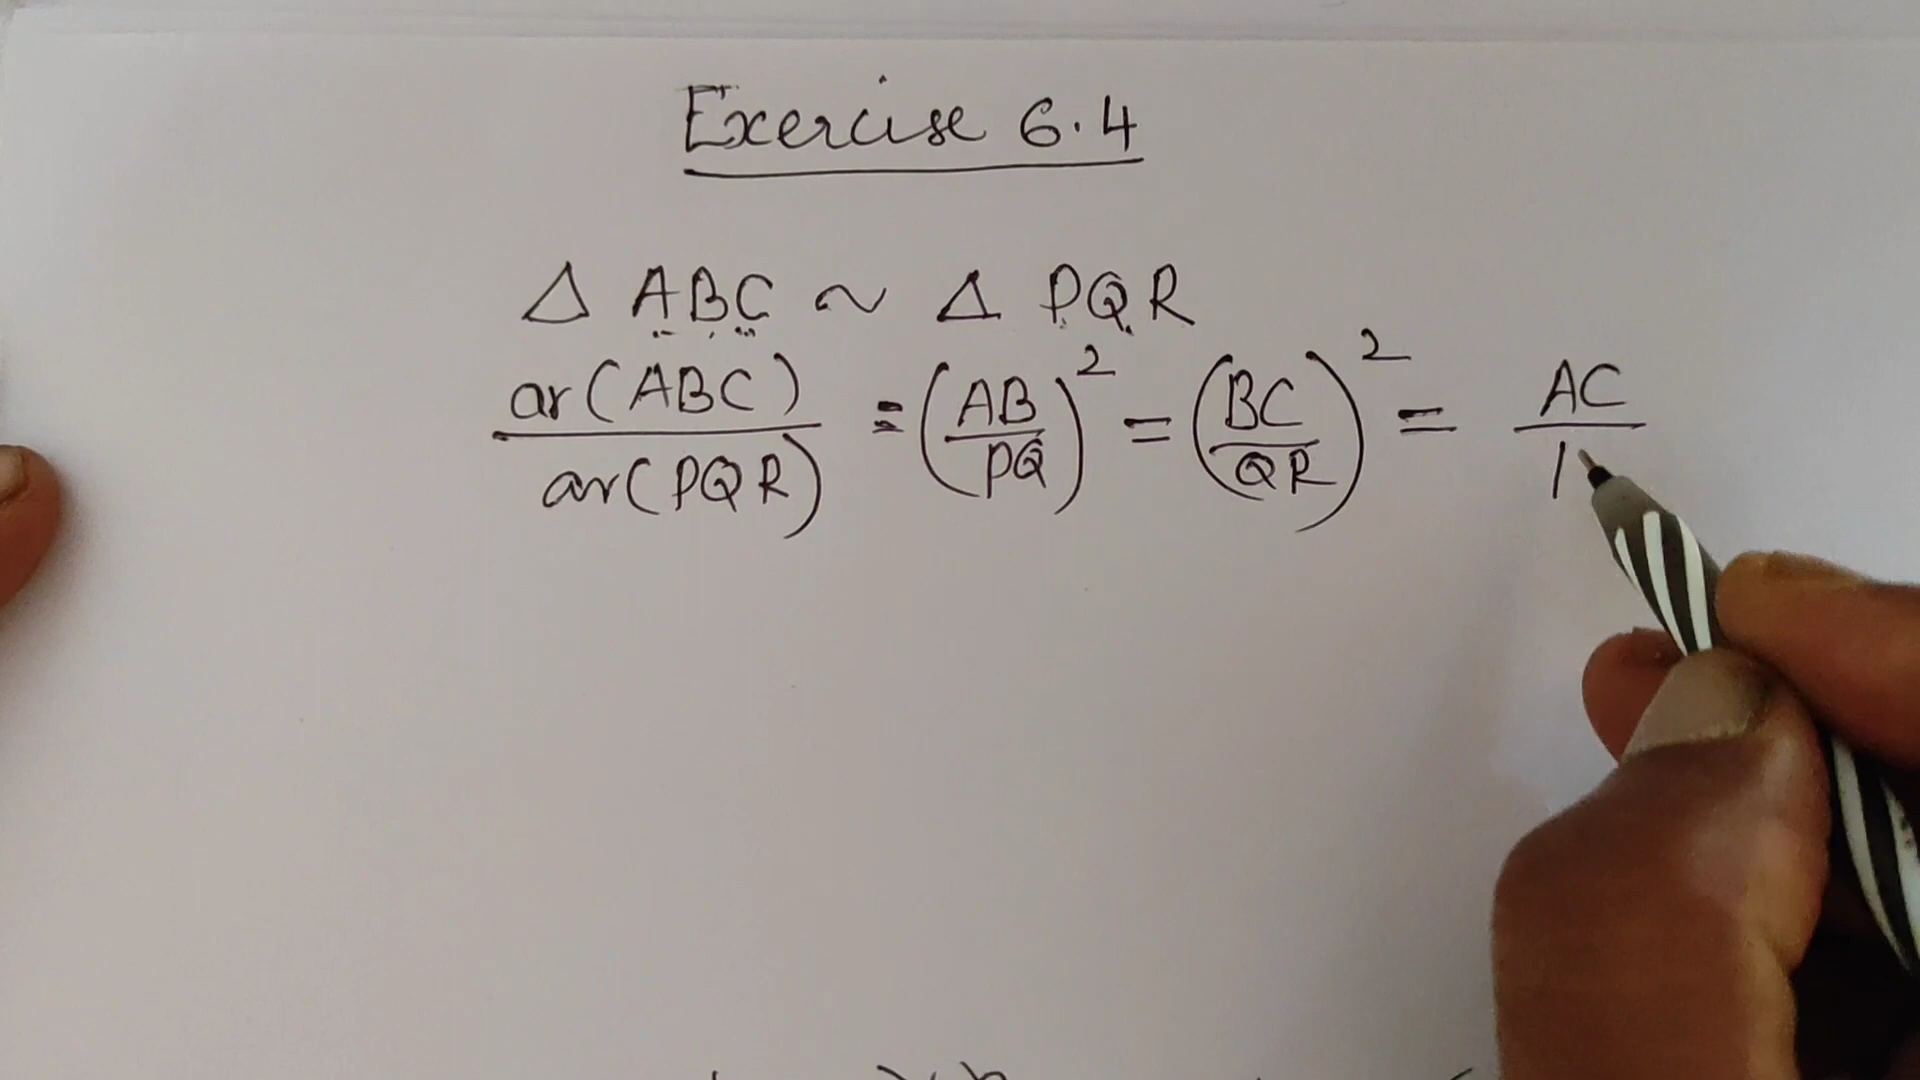 Exercise 6.4
△ ABC ~ △ PQR
ar(ABC) / ar(PQR) = (AB / PQ)² = (BC / QR)² = AC /